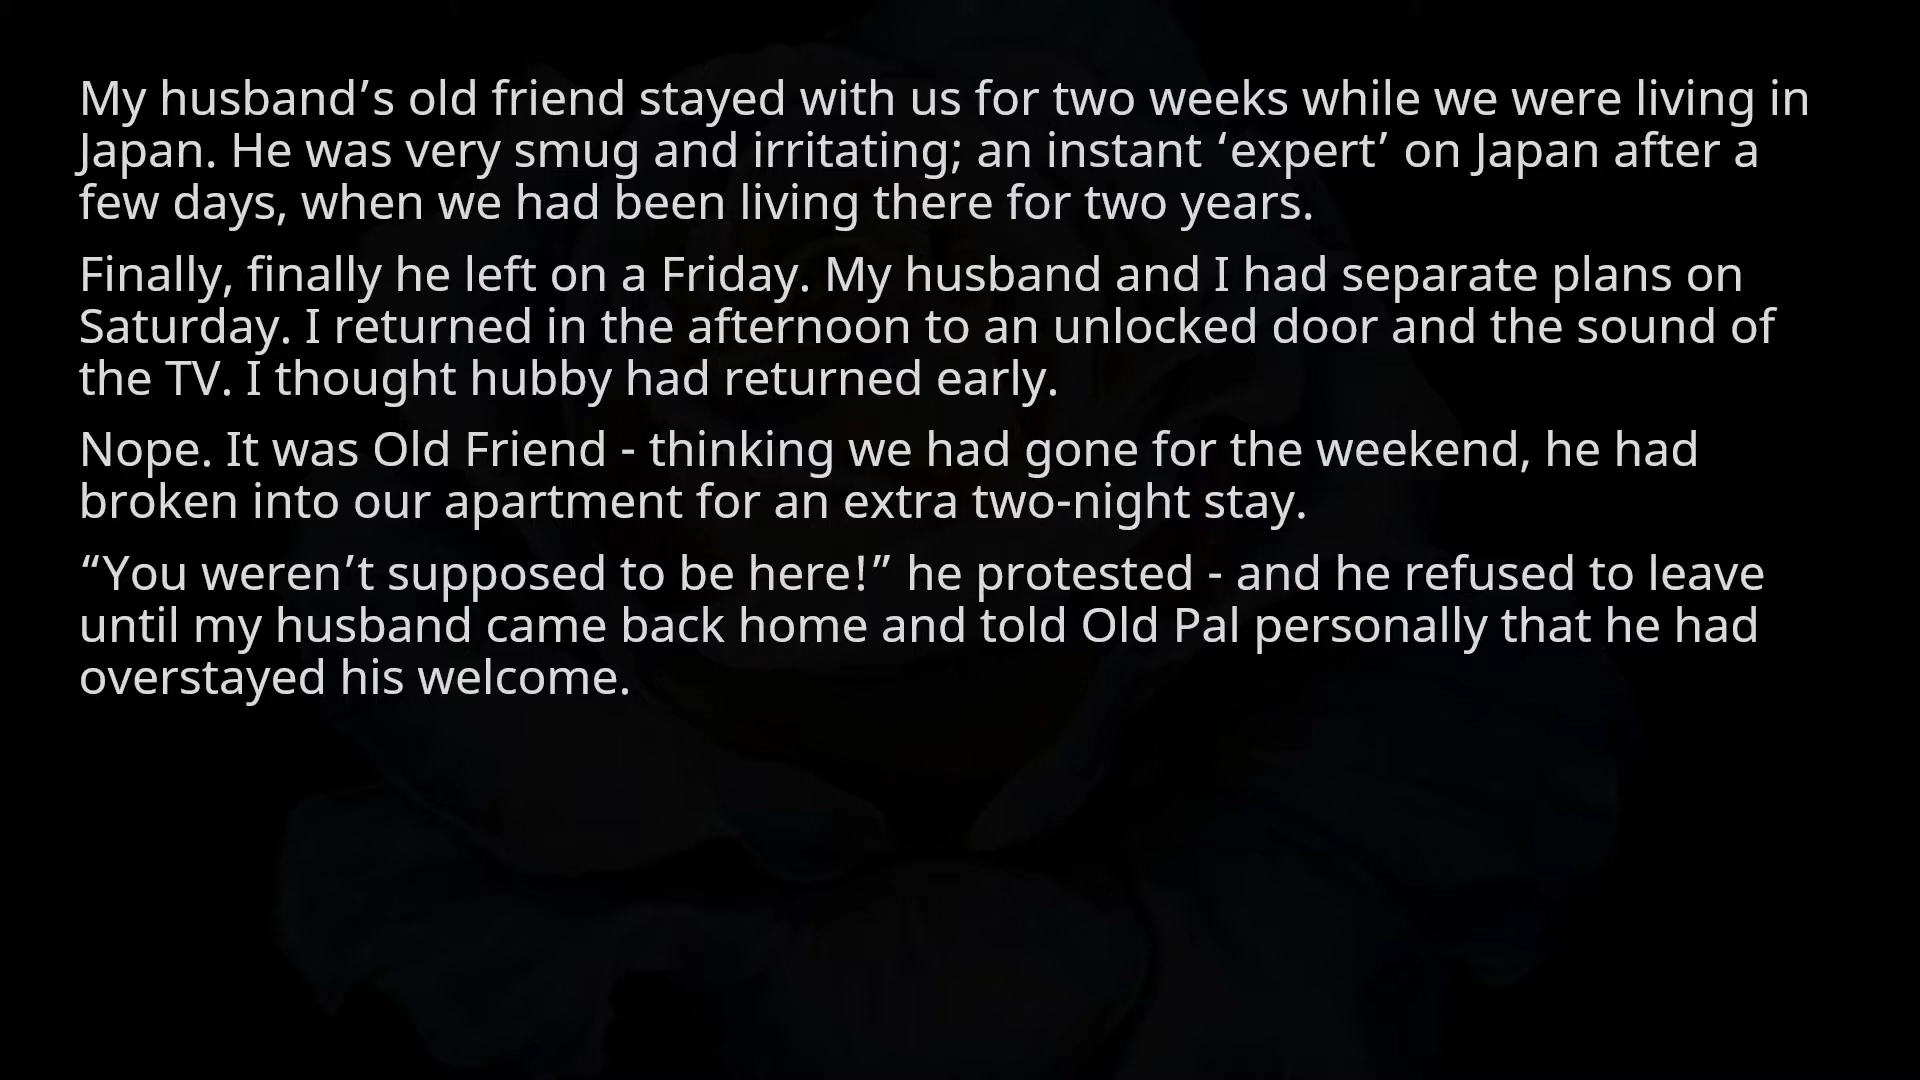 My husband’s old friend stayed with us for two weeks while we were living in
Japan. He was very smug and irritating; an instant ‘expert’ on Japan after a
few days, when we had been living there for two years.
Finally, finally he left on a Friday. My husband and I had separate plans on
Saturday. I returned in the afternoon to an unlocked door and the sound of
the TV. I thought hubby had returned early.
Nope. It was Old Friend - thinking we had gone for the weekend, he had
broken into our apartment for an extra two-night stay.
“You weren’t supposed to be here!” he protested - and he refused to leave
until my husband came back home and told Old Pal personally that he had
overstayed his welcome.